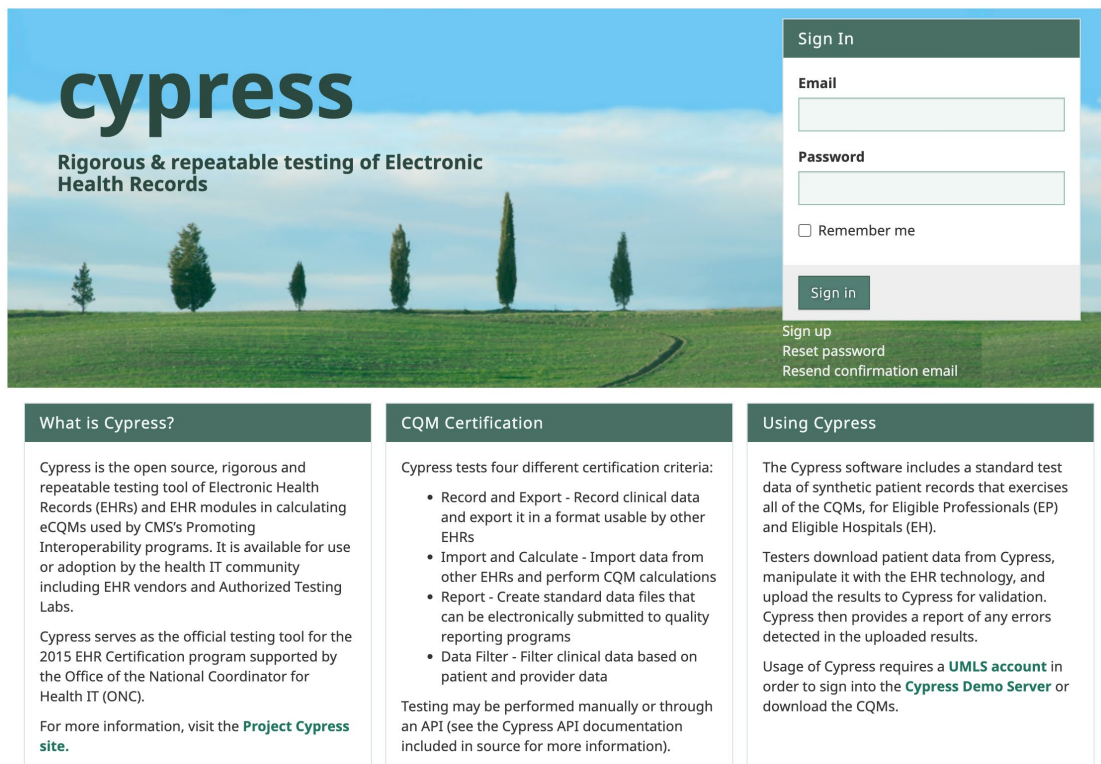 cypress
Rigorous & repeatable testing of Electronic
Health Records
Sign In
Email
Password
Remember me
Sign in
Sign up
Reset password
Resend confirmation email
What is Cypress?
Cypress is the open source, rigorous and
repeatable testing tool of Electronic Health
Records (EHRs) and EHR modules in calculating
eCQMs used by CMS’s Promoting
Interoperability programs. It is available for use
or adoption by the health IT community
including EHR vendors and Authorized Testing
Labs.
Cypress serves as the official testing tool for the
2015 EHR Certification program supported by
the Office of the National Coordinator for
Health IT (ONC).
For more information, visit the Project Cypress
site.
CQM Certification
Cypress tests four different certification criteria:
• Record and Export - Record clinical data
and export it in a format usable by other
EHRs
• Import and Calculate - Import data from
other EHRs and perform CQM calculations
• Report - Create standard data files that
can be electronically submitted to quality
reporting programs
• Data Filter - Filter clinical data based on
patient and provider data
Testing may be performed manually or through
an API (see the Cypress API documentation
included in source for more information).
Using Cypress
The Cypress software includes a standard test
data of synthetic patient records that exercises
all of the CQMs, for Eligible Professionals (EP)
and Eligible Hospitals (EH).
Testers download patient data from Cypress,
manipulate it with the EHR technology, and
upload the results to Cypress for validation.
Cypress then provides a report of any errors
detected in the uploaded results.
Usage of Cypress requires a UMLS account in
order to sign into the Cypress Demo Server or
download the CQMs.